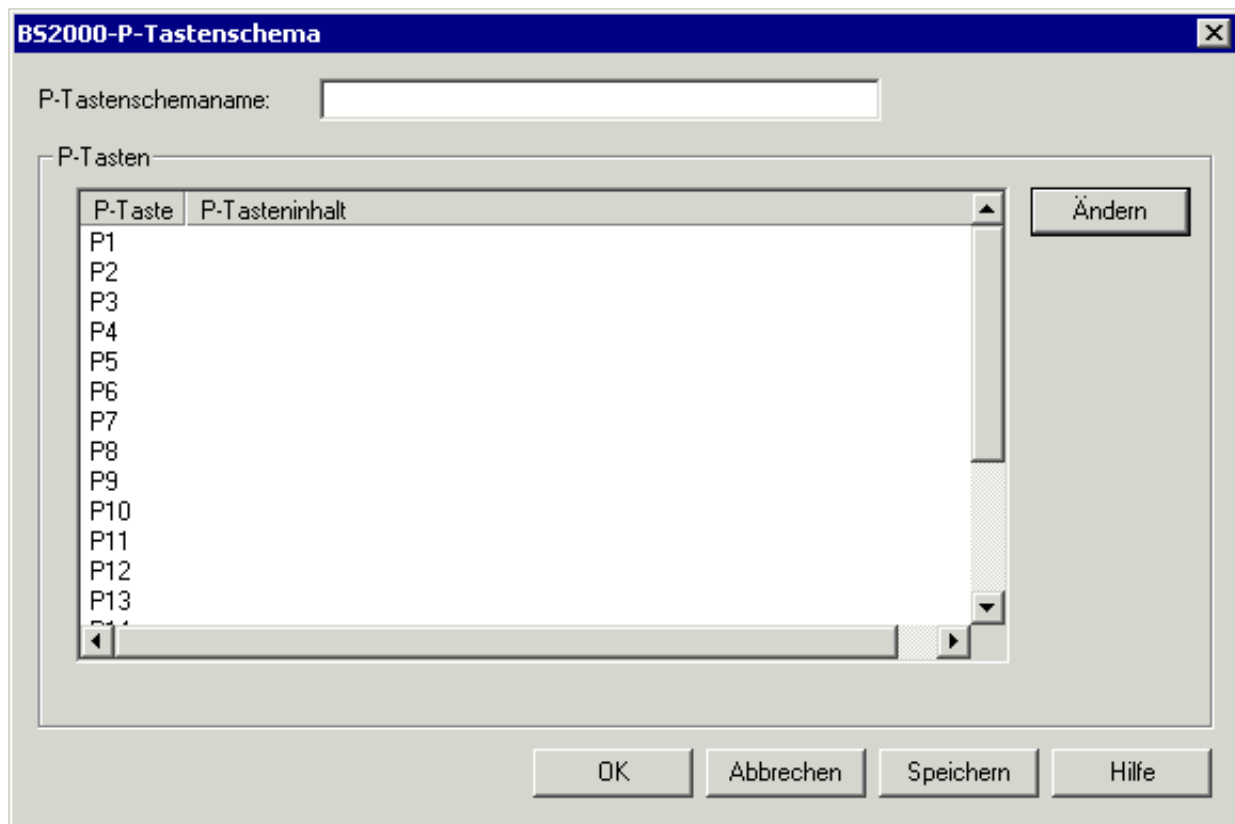 BS2000-P-Tastenschema
P-Tastenschemaname:
P-Tasten
P-Taste P-Tasteninhalt
Ändern
P1
P2
P3
P4
P5
P6
P7
P8
P9
P10
P11
P12
P13
OK Abbrechen Speichern Hilfe